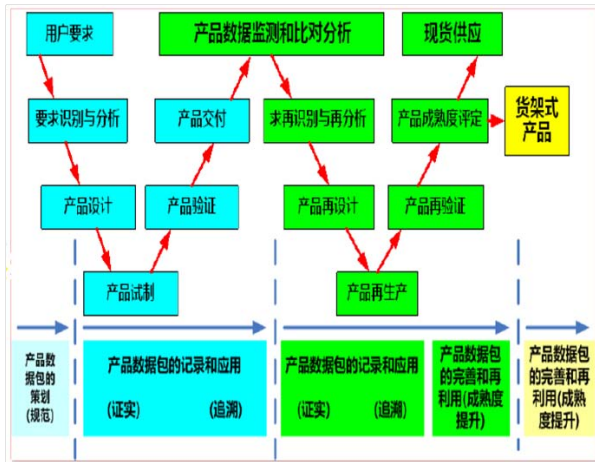 用户要求
产品数据监测和比对分析
现货供应
要求识别与分析
产品交付
求再识别与再分析
产品成熟度评定
货架式
产品
产品设计
产品验证
产品再设计
产品再验证
产品试制
产品再生产
产品数
据包的
策划
(规范)
产品数据包的记录和应用
(证实) (追溯)
产品数据包的记录和应用
(证实) (追溯)
产品数据包
的完善和再
利用(成熟度
提升)
产品数据包
的完善和再
利用(成熟
度提升)